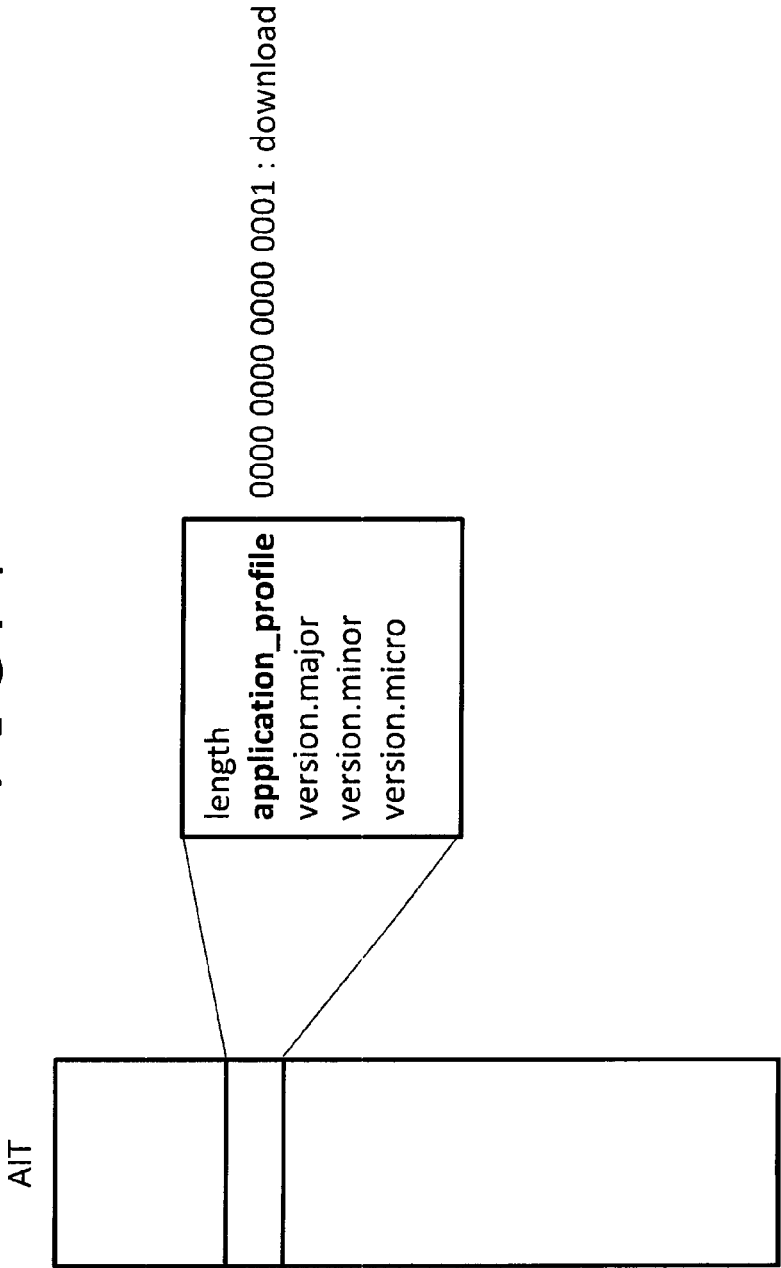 AIT
length
application_profile 0000 0000 0000 0001 : download
version.major
version.minor
version.micro